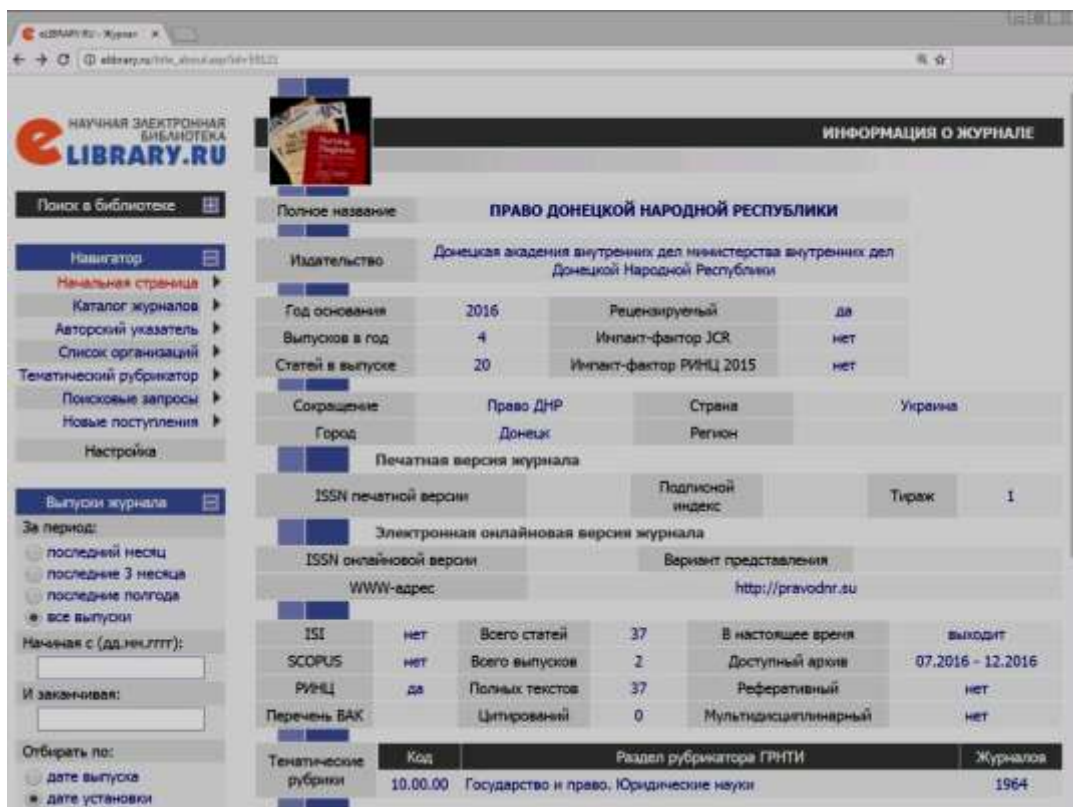 eLIBRARY.RU - Журнал
НАУЧНАЯ ЭЛЕКТРОННАЯ
БИБЛИОТЕКА
eLIBRARY.RU
ИНФОРМАЦИЯ О ЖУРНАЛЕ
Поиск в библиотеке
Навигатор
Начальная страница
Каталог журналов
Авторский указатель
Список организаций
Тематический рубрикатор
Поисковые запросы
Новые поступления
Настройка
Выпуски журнала
За период:
последний месяц
последние 3 месяца
последние полгода
все выпуски
Начиная с (дд.мм.гггг):
И заканчивая:
Отбирать по:
дате выпуска
дате установки
Полное название ПРАВО ДОНЕЦКОЙ НАРОДНОЙ РЕСПУБЛИКИ
Издательство Донецкая академия внутренних дел министерства внутренних дел
Донецкой Народной Республики
Год основания 2016 Рецензируемый да
Выпусков в год 4 Импакт-фактор JCR нет
Статей в выпуске 20 Импакт-фактор РИНЦ 2015 нет
Сокращение Право ДНР Страна Украина
Город Донецк Регион
Печатная версия журнала
ISSN печатной версии Подписной индекс Тираж 1
Электронная онлайновая версия журнала
ISSN онлайновой версии Вариант представления
WWW-адрес http://pravodnr.su
ISI нет Всего статей 37 В настоящее время выходит
SCOPUS нет Всего выпусков 2 Доступный архив 07.2016 - 12.2016
РИНЦ да Полных текстов 37 Реферативный нет
Перечень ВАК Цитирований 0 Мультидисциплинарный нет
Тематические рубрики Код Раздел рубрикатора ГРНТИ Журналов
10.00.00 Государство и право. Юридические науки 1964